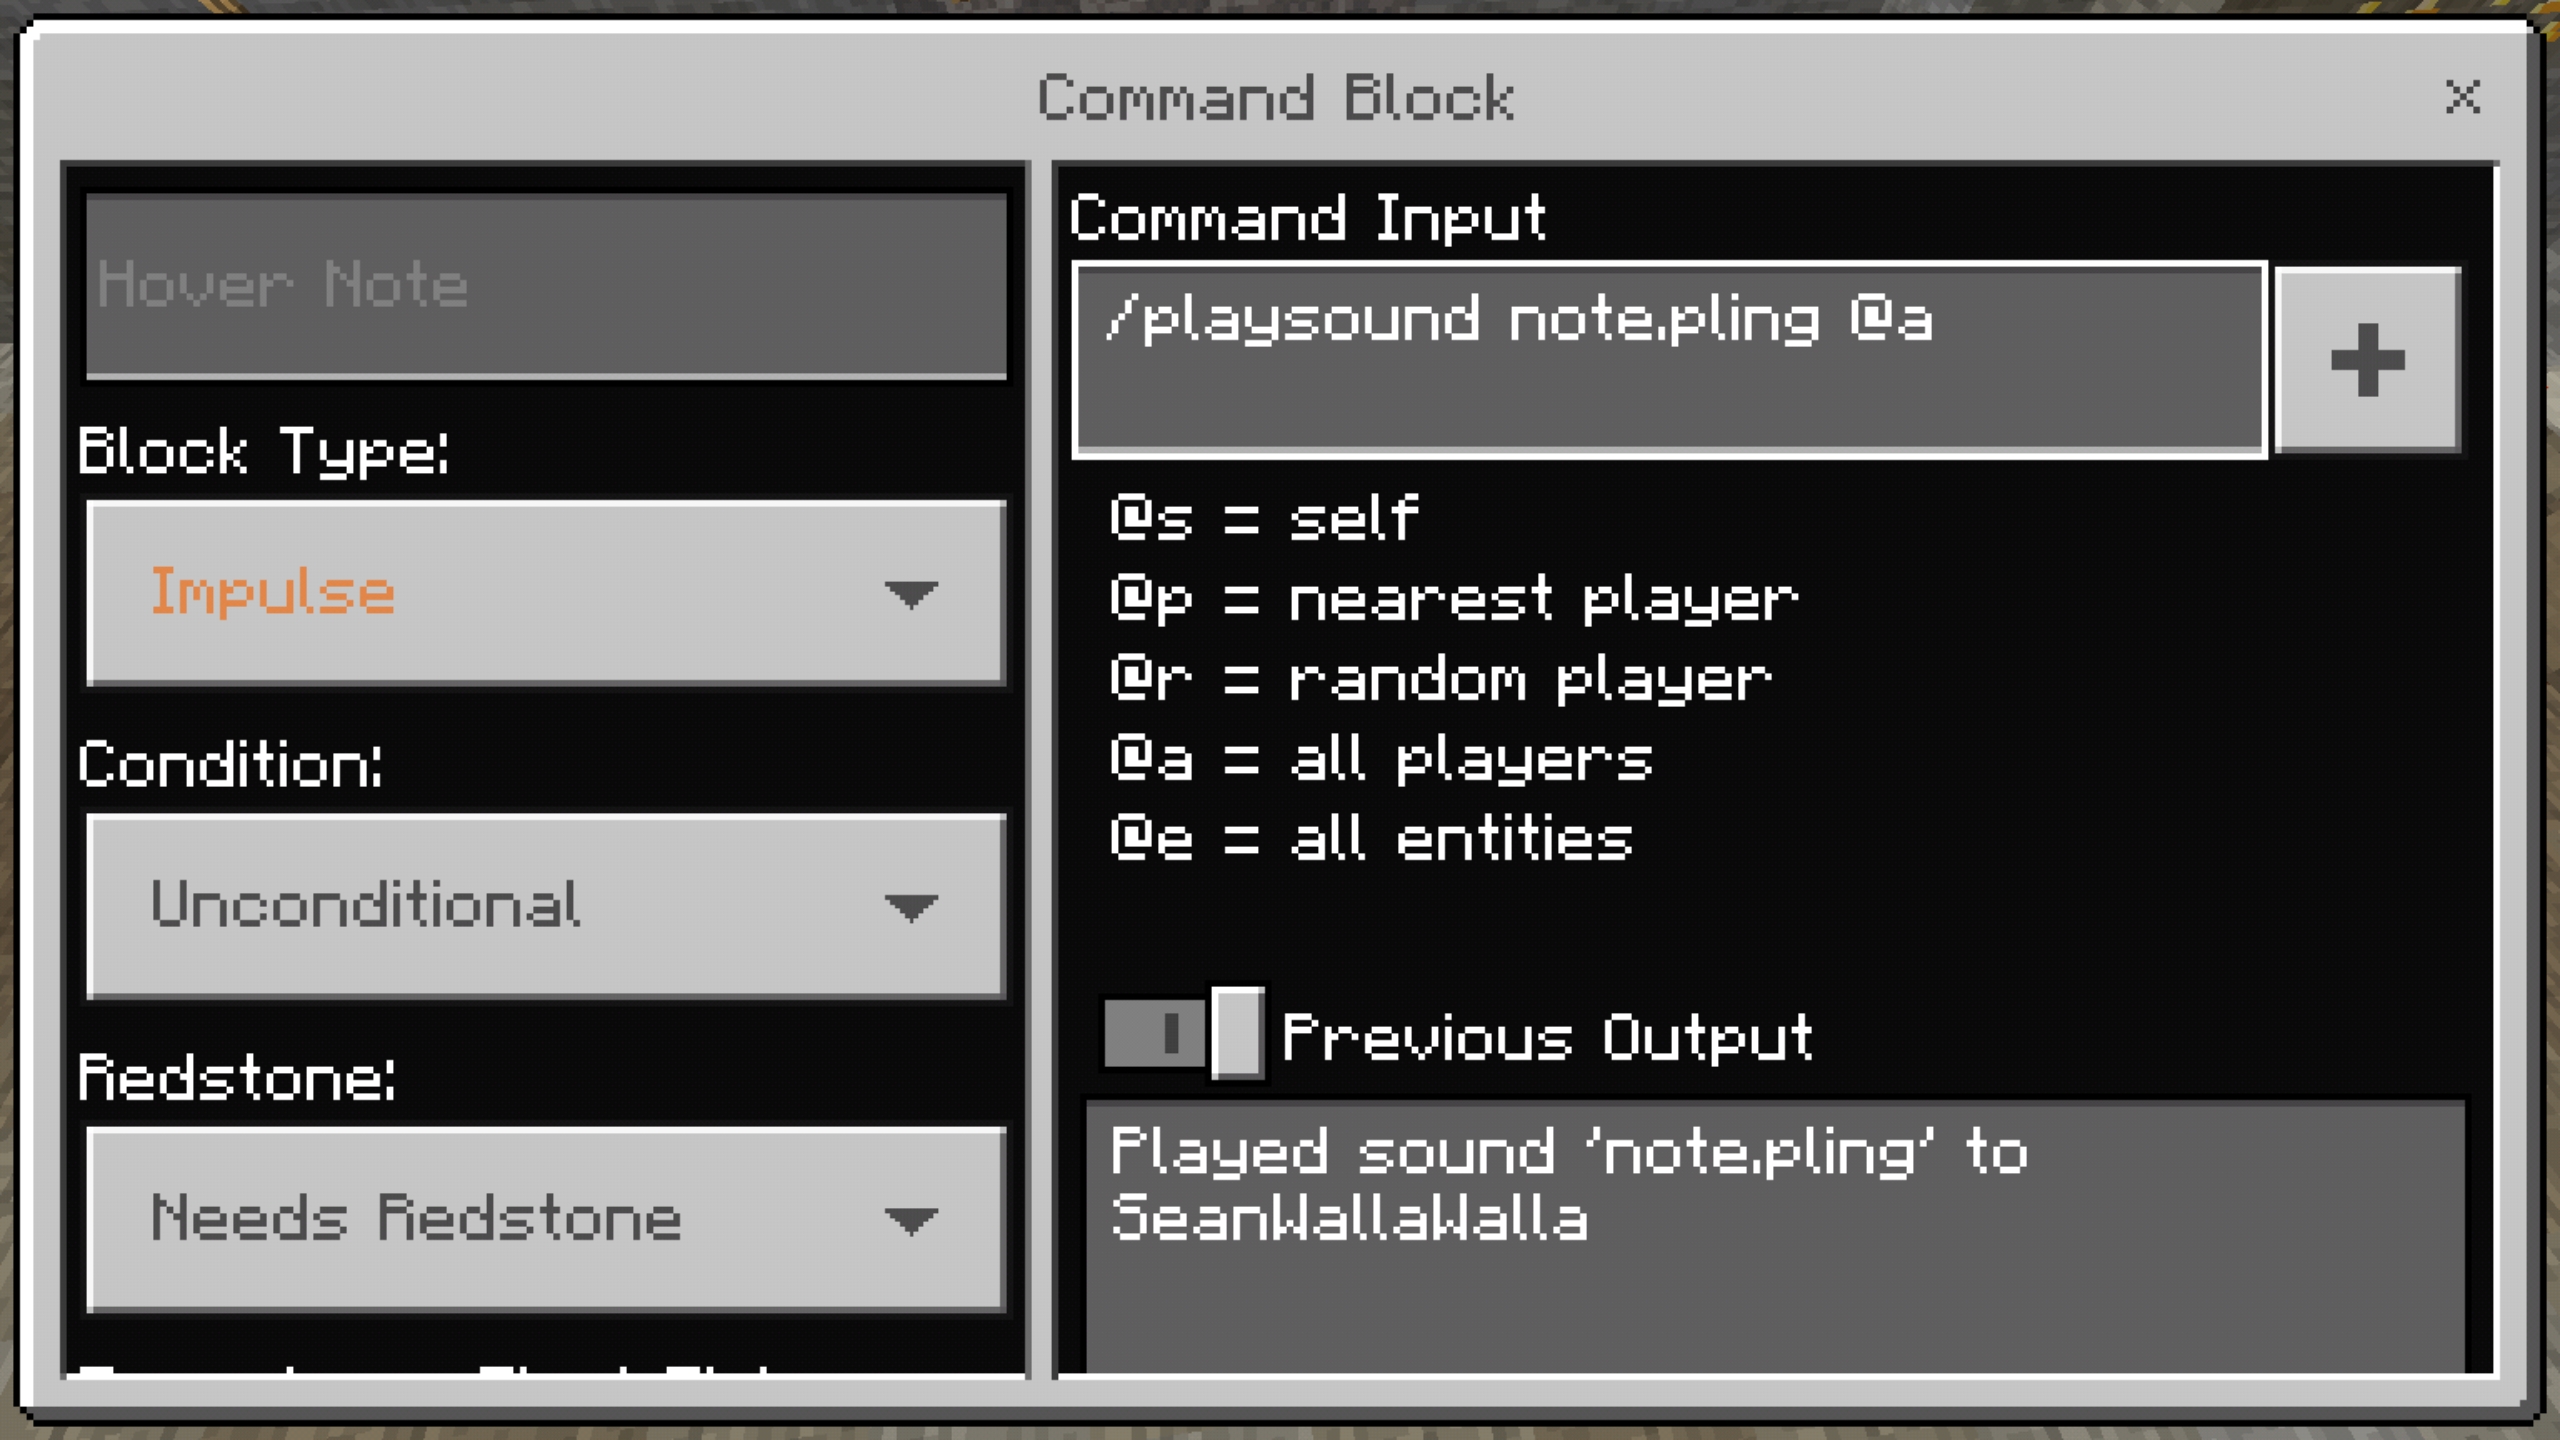 Command Block
Hover Note
Block Type:
Impulse
Condition:
Unconditional
Redstone:
Needs Redstone
Command Input
/playsound note.pling @a
@s = self
@p = nearest player
@r = random player
@a = all players
@e = all entities
Previous Output
Played sound 'note.pling' to
SeanWallaWalla